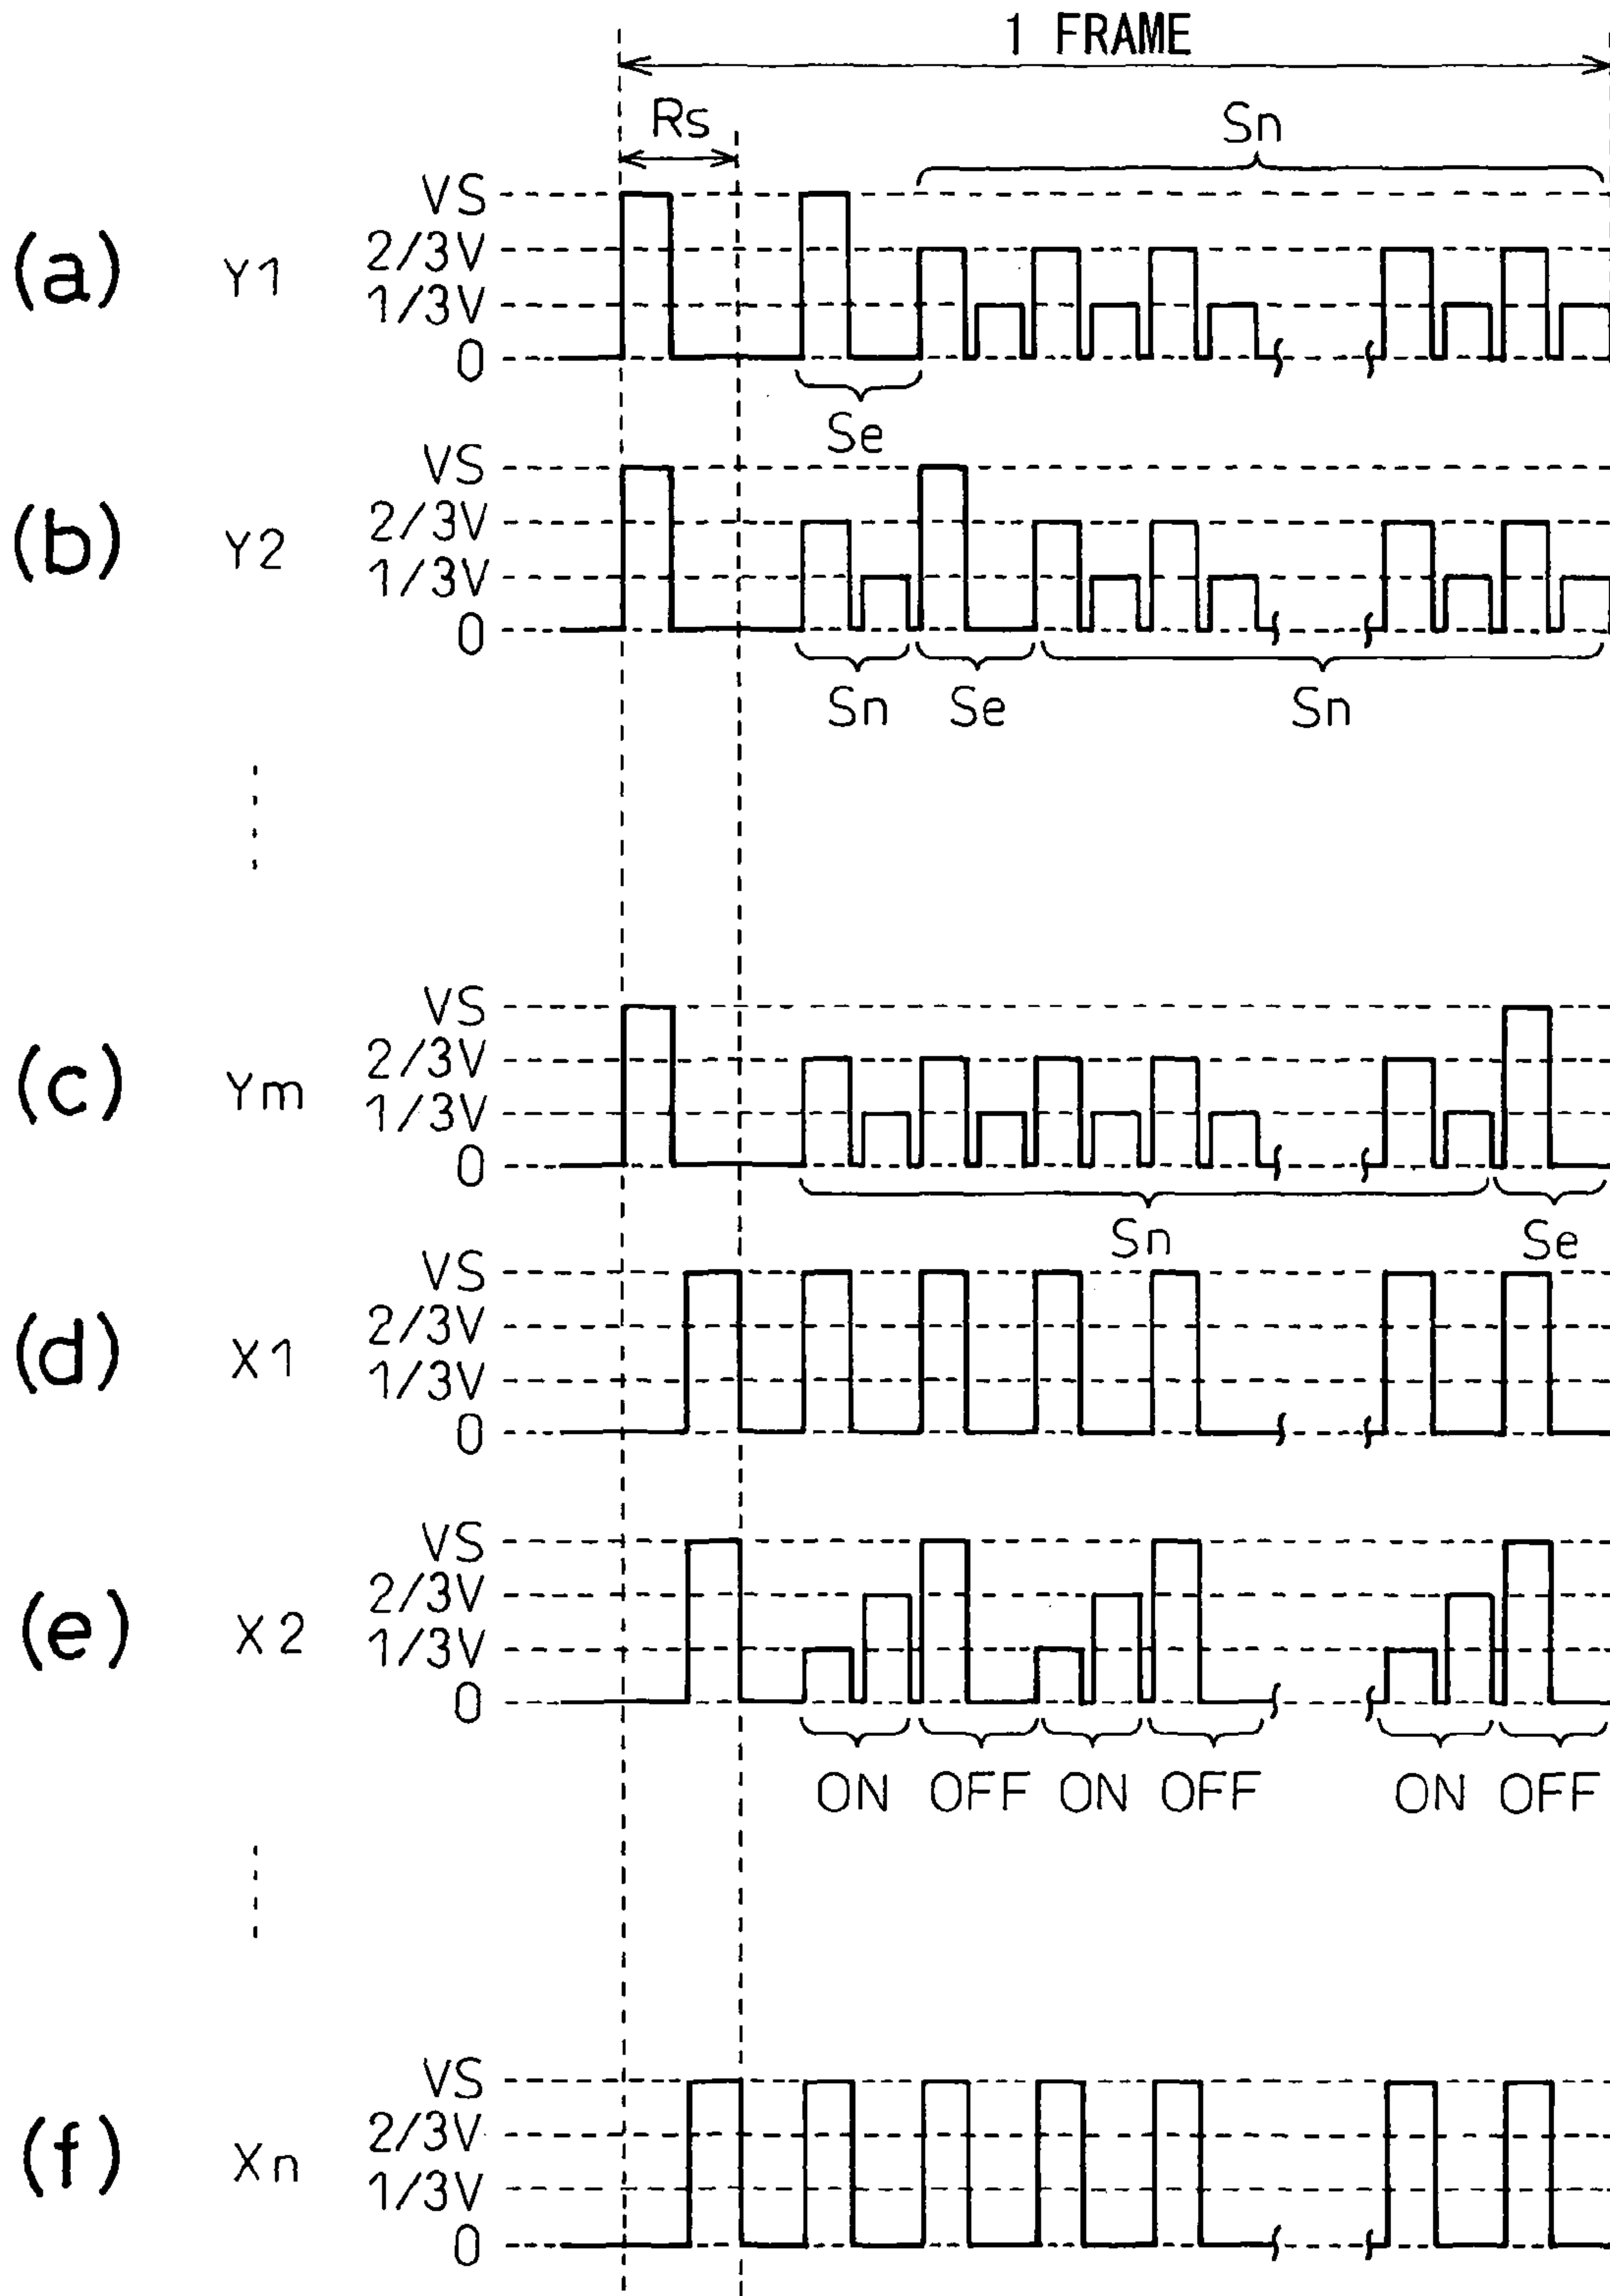 1 FRAME
Rs
Sn
(a) Y1
VS
2/3V
1/3V
0
Se
(b) Y2
VS
2/3V
1/3V
0
Sn Se Sn
(c) Ym
VS
2/3V
1/3V
0
Sn Se
(d) X1
VS
2/3V
1/3V
0
(e) X2
VS
2/3V
1/3V
0
ON OFF ON OFF ON OFF
(f) Xn
VS
2/3V
1/3V
0